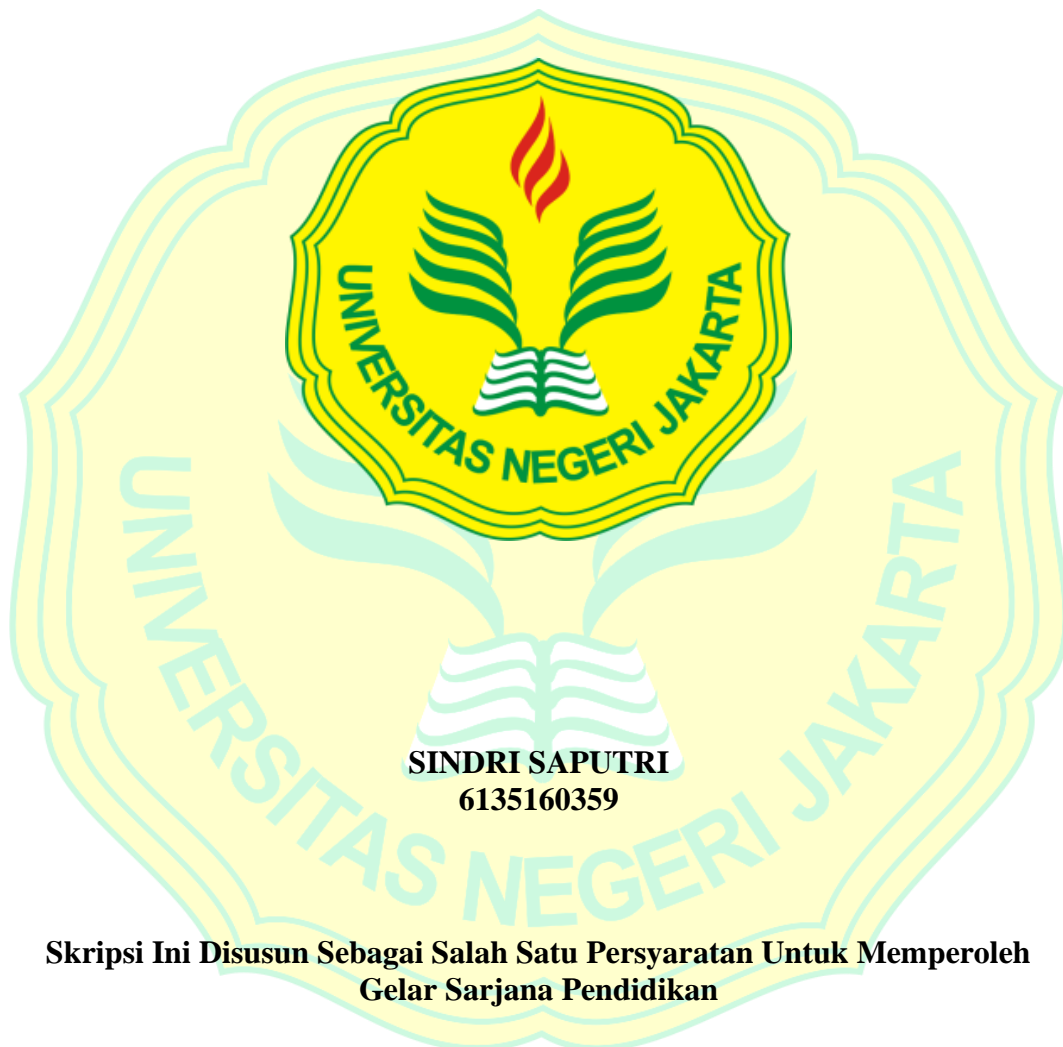 UNIVERSITAS NEGERI JAKARTA
UNIVERSITAS NEGERI JAKARTA
SINDRI SAPUTRI
6135160359
Skripsi Ini Disusun Sebagai Salah Satu Persyaratan Untuk Memperoleh
Gelar Sarjana Pendidikan